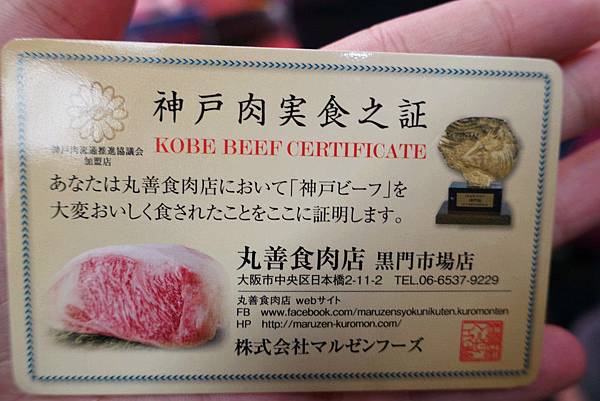 神戸肉実食之証
KOBE BEEF CERTIFICATE
神戸肉流通推進協議会
加盟店
あなたは丸善食肉店において「神戸ビーフ」を
大変おいしく食されたことをここに証明します。
丸善食肉店 黒門市場店
大阪市中央区日本橋2-11-2 TEL.06-6537-9229
丸善食肉店 webサイト
FB www.facebook.com/maruzensyokunikuten.kuromonten
HP http://maruzen-kuromon.com/
株式会社マルゼンフーズ